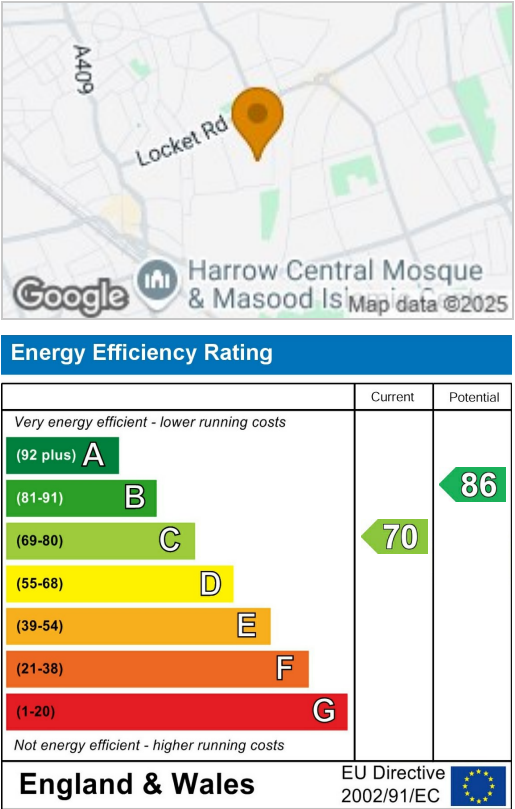 A409
Locket Rd
Harrow Central Mosque
& Masood
Google
Map data ©2025
Energy Efficiency Rating
Current
Potential
Very energy efficient - lower running costs
(92 plus) A
(81-91) B
86
(69-80) C
70
(55-68) D
(39-54) E
(21-38) F
(1-20) G
Not energy efficient - higher running costs
England & Wales
EU Directive
2002/91/EC